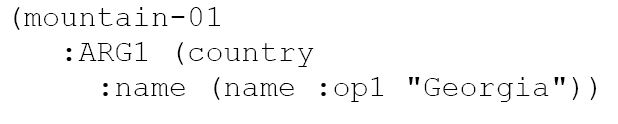 (mountain-01
:ARG1 (country
:name (name :op1 "Georgia"))